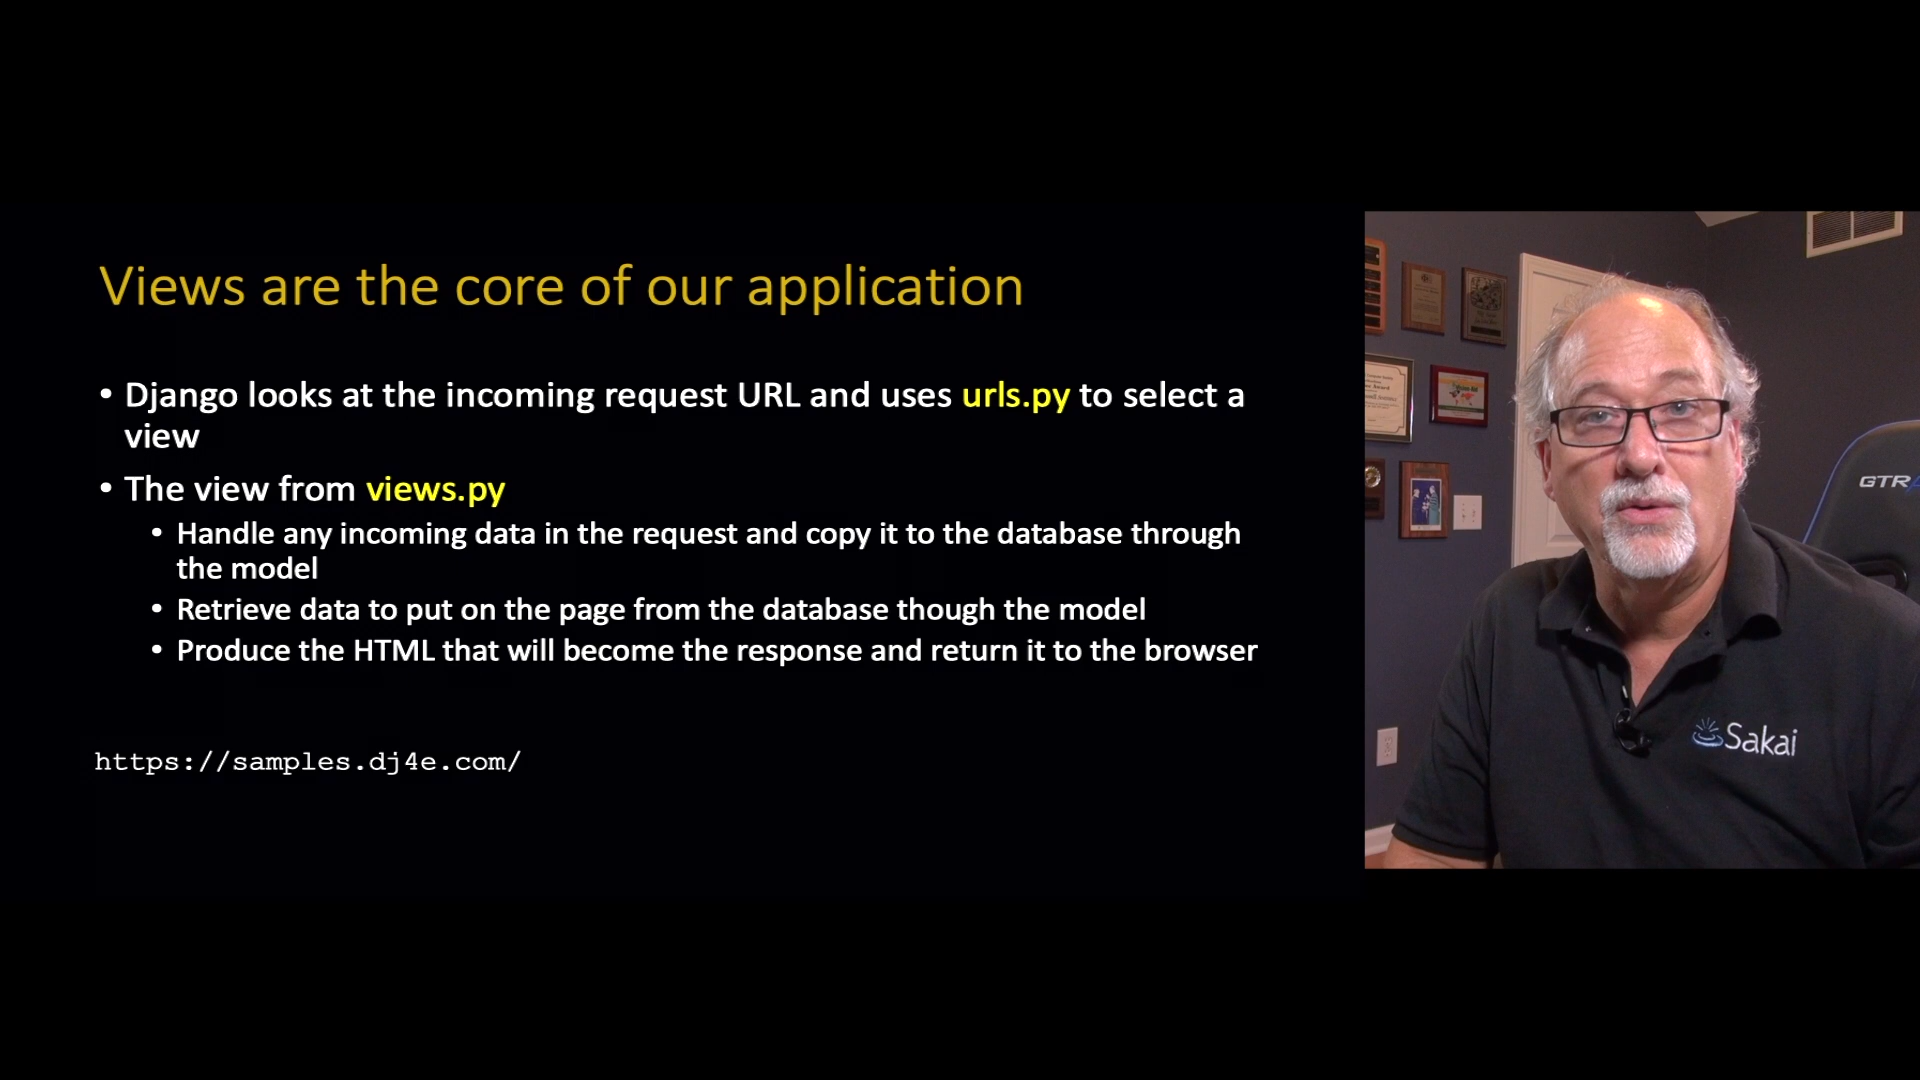 Views are the core of our application
• Django looks at the incoming request URL and uses urls.py to select a
view
• The view from views.py
• Handle any incoming data in the request and copy it to the database through
the model
• Retrieve data to put on the page from the database though the model
• Produce the HTML that will become the response and return it to the browser
https://samples.dj4e.com/
GTR
Sakai